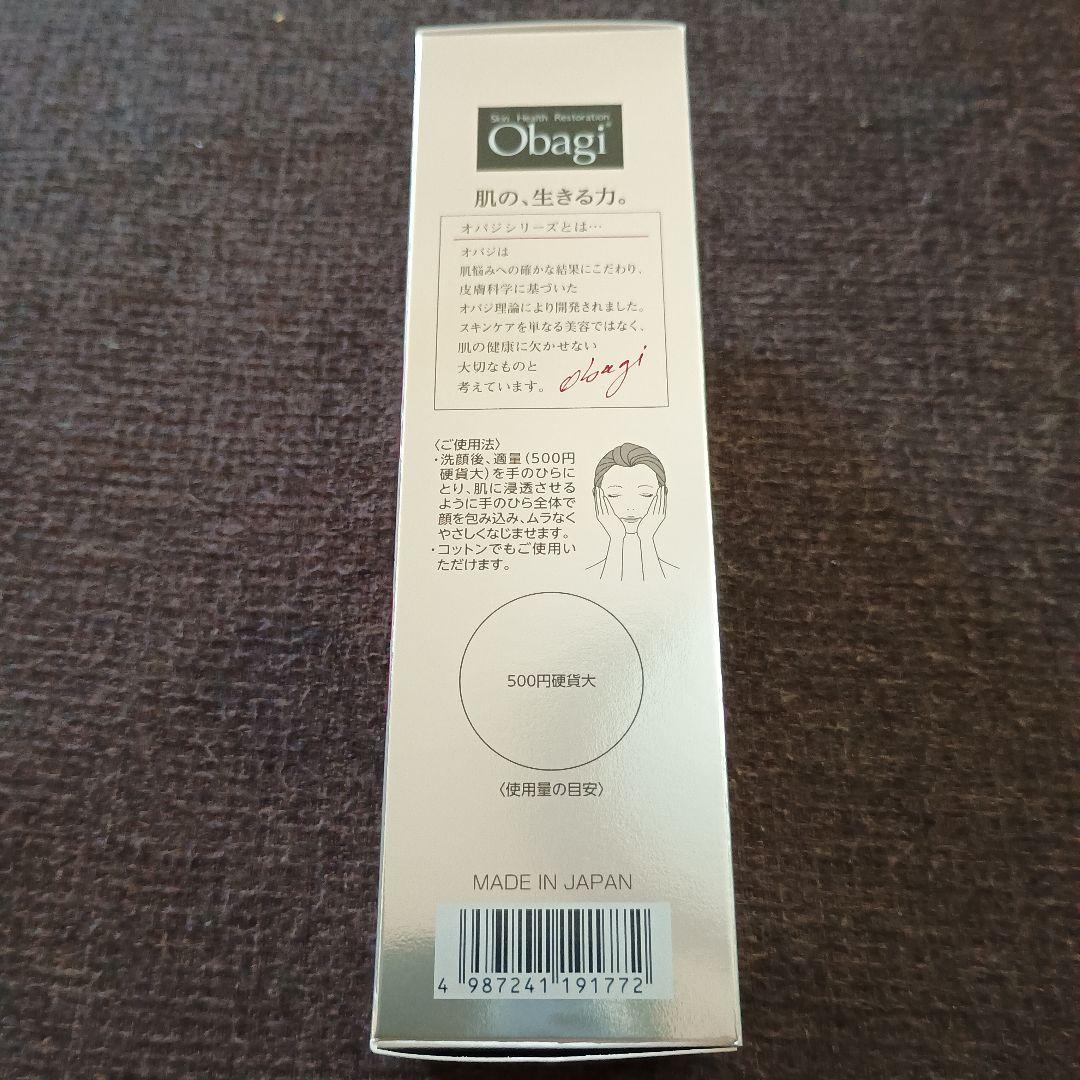 Skin Health Restoration
Obagi®
肌の、生きる力。
オバジシリーズとは…
オバジは
肌悩みへの確かな結果にこだわり、
皮膚科学に基づいた
オバジ理論により開発されました。
スキンケアを単なる美容ではなく、
肌の健康に欠かせない
大切なものと
考えています。
Obagi
〈ご使用法〉
・洗顔後、適量(500円
硬貨大)を手のひらに
とり、肌に浸透させる
ように手のひら全体で
顔を包み込み、ムラなく
やさしくなじませます。
・コットンでもご使用い
ただけます。
500円硬貨大
〈使用量の目安〉
MADE IN JAPAN
4 987241 191772